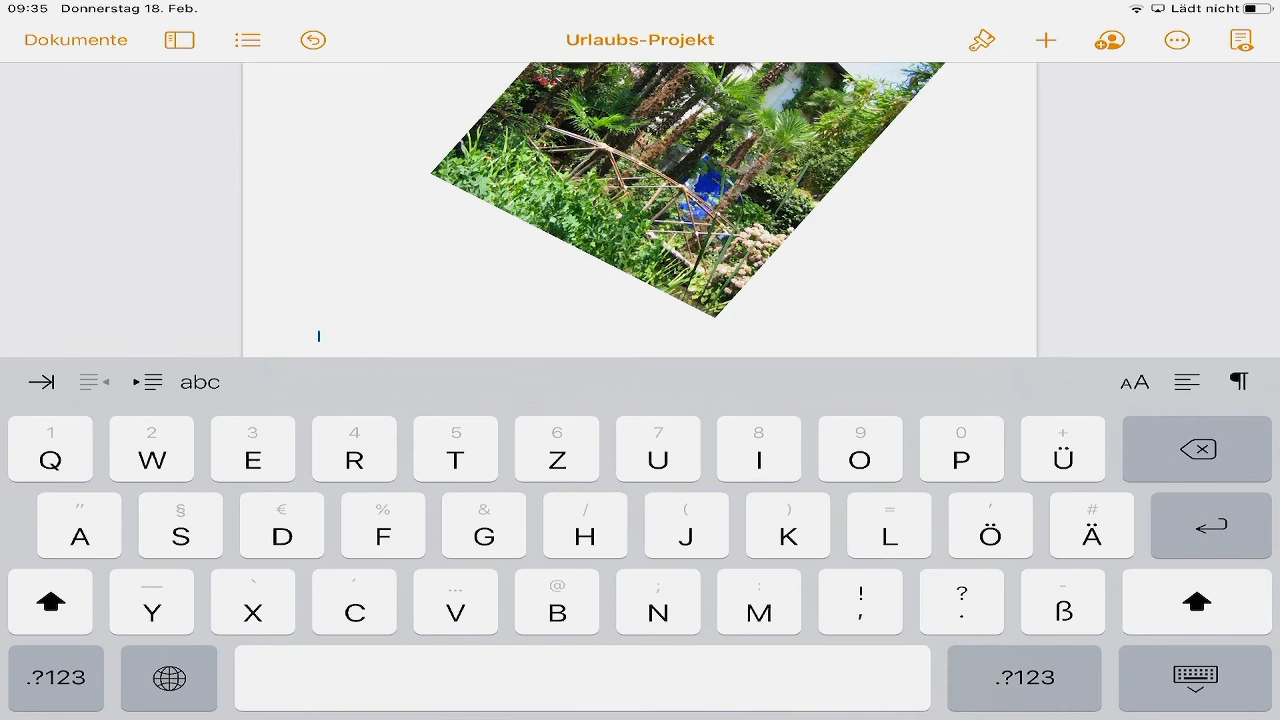 09:35 Donnerstag 18. Feb. Lädt nicht
Dokumente Urlaubs-Projekt
abc AA ¶
1 2 3 4 5 6 7 8 9 0 +
Q W E R T Z U I O P Ü
" § € % & / ( ) = ' #
A S D F G H J K L Ö Ä
— ` ´ ... @ ; : ! ? -
Y X C V B N M , . ß
.?123 .?123